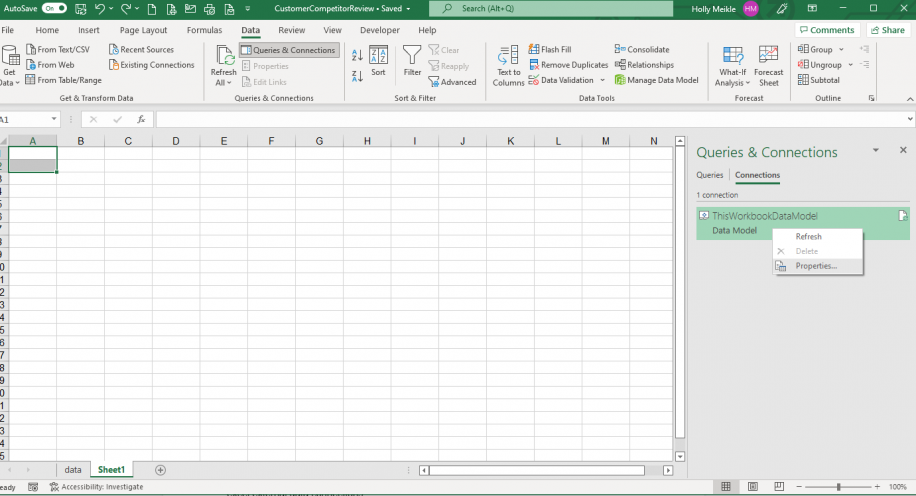 AutoSave On CustomerCompetitorReview • Saved Search (Alt+Q) Holly Meikle HM
File Home Insert Page Layout Formulas Data Review View Developer Help Comments Share
From Text/CSV Recent Sources Queries & Connections Clear Flash Fill Consolidate Group
From Web Existing Connections Properties Reapply Remove Duplicates Relationships Ungroup
From Table/Range Edit Links Advanced Data Validation Manage Data Model Subtotal
Get Refresh Sort Filter Text to What-If Forecast
Data All Columns Analysis Sheet
Get & Transform Data Queries & Connections Sort & Filter Data Tools Forecast Outline
A1 fx
A B C D E F G H I J K L M N
Queries & Connections
Queries Connections
1 connection
ThisWorkbookDataModel
Data Model
Refresh
Delete
Properties...
data Sheet1
eady Accessibility: Investigate 100%